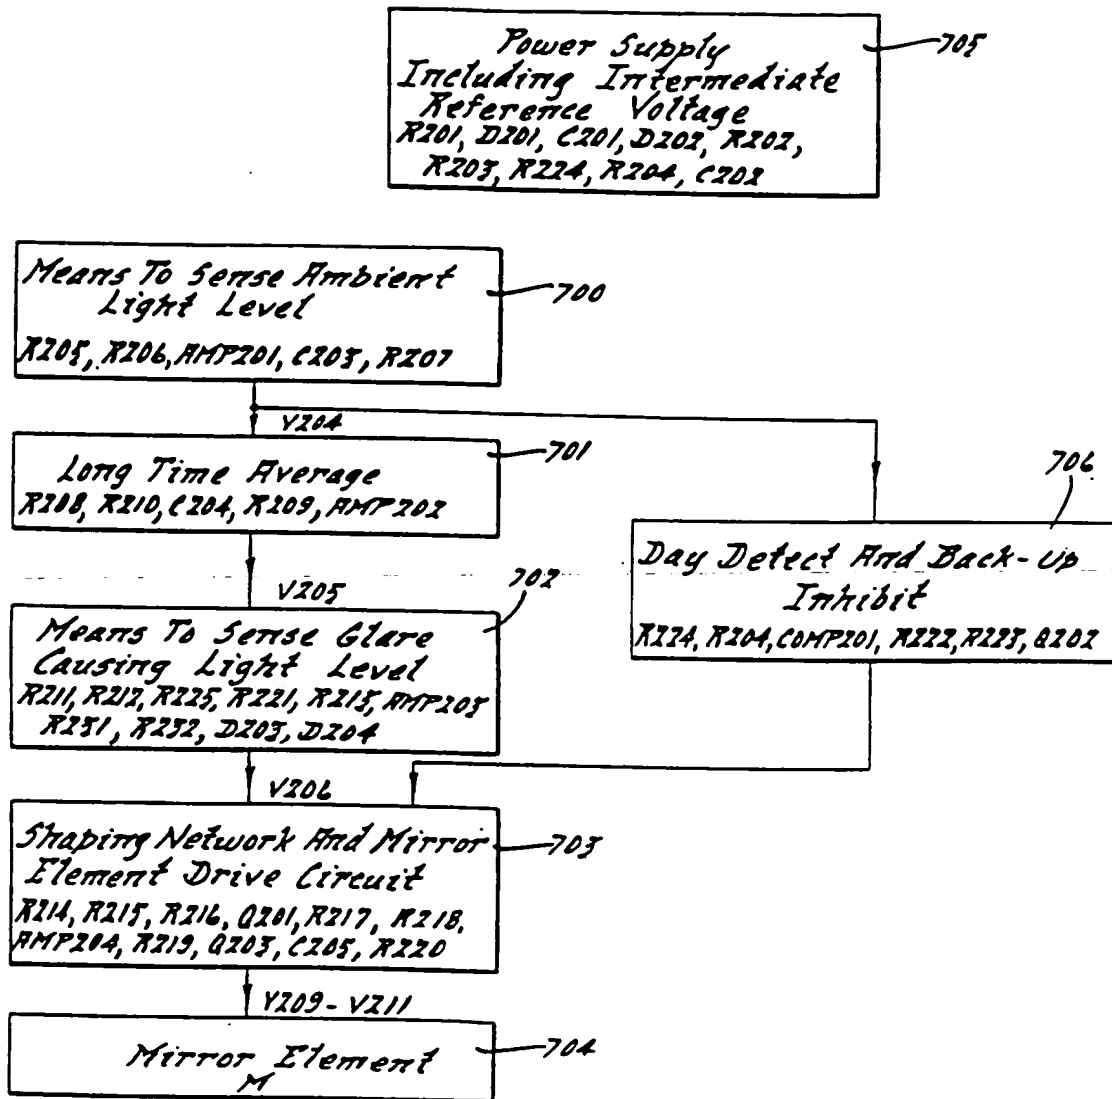 Power Supply
Including Intermediate
Reference Voltage
R201, D201, C201, D202, R202,
R203, R224, R204, C202
705
Means To Sense Ambient
Light Level
R205, R206, AMP201, C203, R207
700
V204
Long Time Average
R208, R210, C204, R209, AMP202
701
706
Day Detect And Back-Up
Inhibit
R224, R204, COMP201, R222, R223, Q202
V205
702
Means To Sense Glare
Causing Light Level
R211, R212, R225, R221, R213, AMP203
R231, R232, D203, D204
V206
Shaping Network And Mirror
Element Drive Circuit
R214, R215, R216, Q201, R217, R218,
AMP204, R219, Q203, C205, R220
703
V209-V211
Mirror Element
M
704